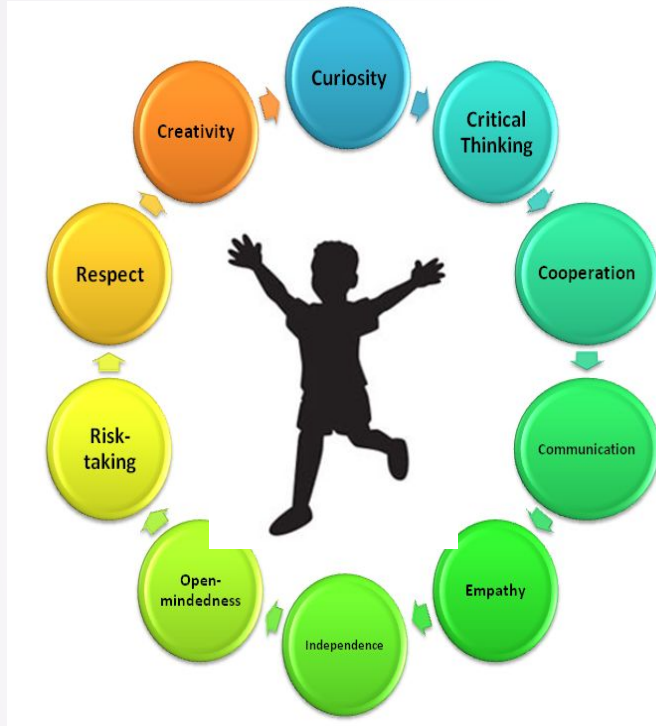 Curiosity
Critical
Thinking
Cooperation
Communication
Empathy
Independence
Open-
mindedness
Risk-
taking
Respect
Creativity